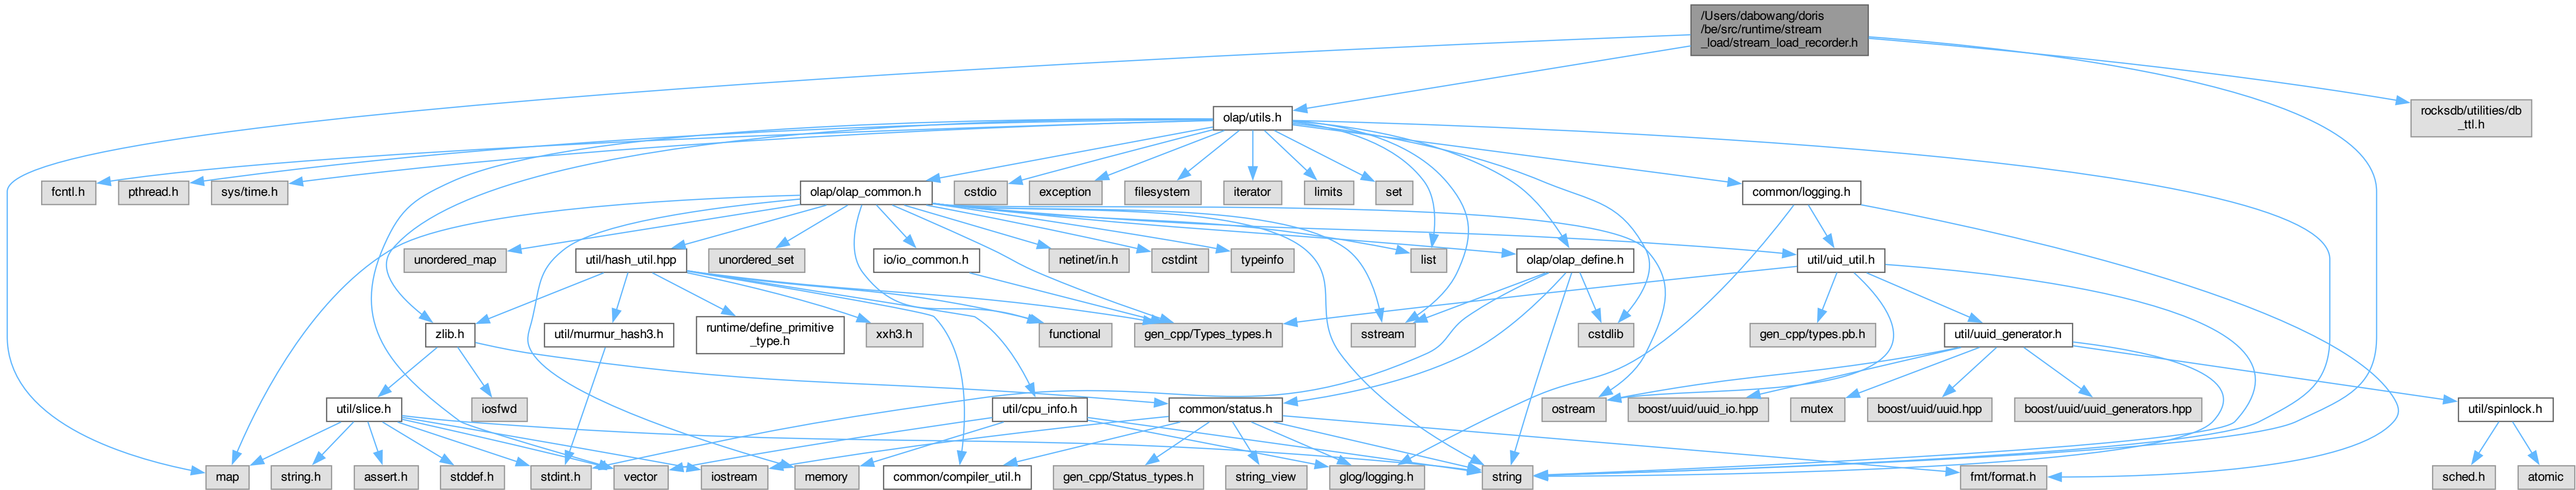 /Users/dabowang/doris
/be/src/runtime/stream
_load/stream_load_recorder.h
rocksdb/utilities/db
_ttl.h
olap/utils.h
fcntl.h
pthread.h
sys/time.h
olap/olap_common.h
cstdio
exception
filesystem
iterator
limits
set
common/logging.h
unordered_map
util/hash_util.hpp
unordered_set
io/io_common.h
netinet/in.h
cstdint
typeinfo
list
olap/olap_define.h
util/uid_util.h
zlib.h
util/murmur_hash3.h
runtime/define_primitive
_type.h
xxh3.h
functional
gen_cpp/Types_types.h
sstream
cstdlib
gen_cpp/types.pb.h
util/uuid_generator.h
util/slice.h
iosfwd
util/cpu_info.h
common/status.h
ostream
boost/uuid/uuid_io.hpp
mutex
boost/uuid/uuid.hpp
boost/uuid/uuid_generators.hpp
util/spinlock.h
map
string.h
assert.h
stddef.h
stdint.h
vector
iostream
memory
common/compiler_util.h
gen_cpp/Status_types.h
string_view
glog/logging.h
string
fmt/format.h
sched.h
atomic